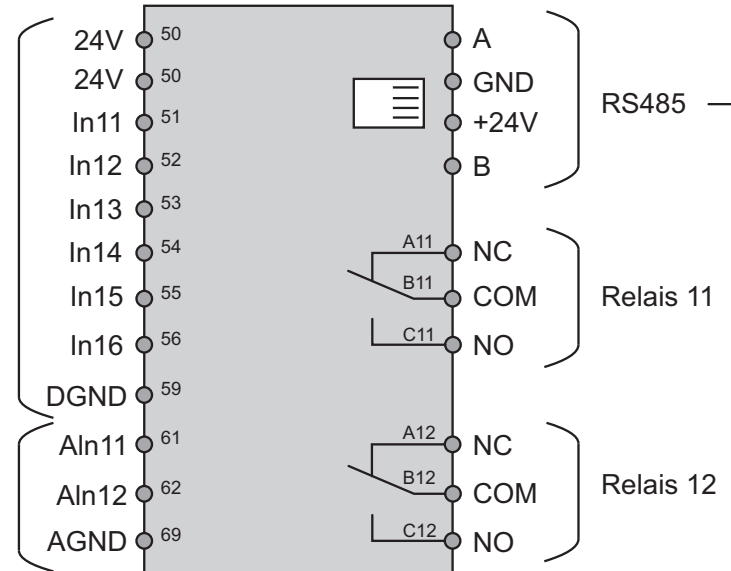 24V 50 A
24V 50 GND
In11 51 +24V
RS485
In12 52 B
In13 53
In14 54 A11 NC
In15 55 B11 COM Relais 11
In16 56 C11 NO
DGND 59
AIn11 61 A12 NC
AIn12 62 B12 COM Relais 12
AGND 69 C12 NO